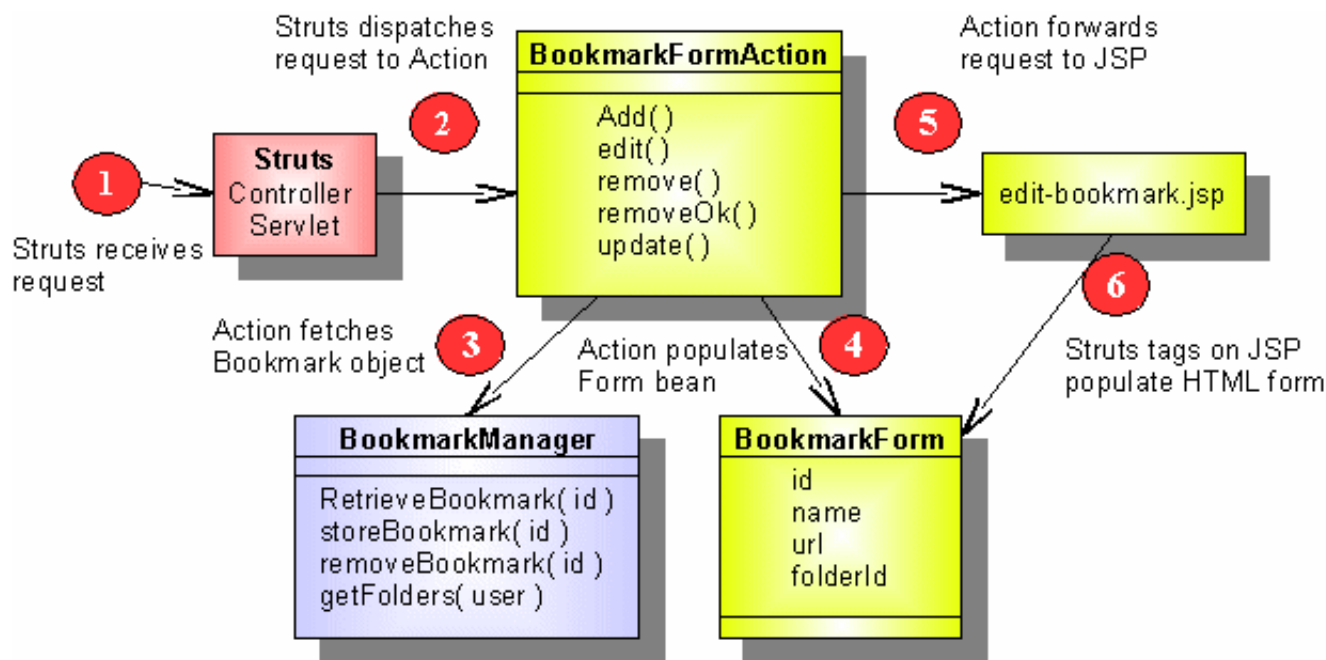 Struts dispatches
request to Action
BookmarkFormAction
Add()
edit()
remove()
removeOk()
update()
Action forwards
request to JSP
1
2
5
Struts
Controller
Servlet
edit-bookmark.jsp
Struts receives
request
6
Action fetches
Bookmark object
3
Action populates
Form bean
4
Struts tags on JSP
populate HTML form
BookmarkManager
RetrieveBookmark( id )
storeBookmark( id )
removeBookmark( id )
getFolders( user )
BookmarkForm
id
name
url
folderId